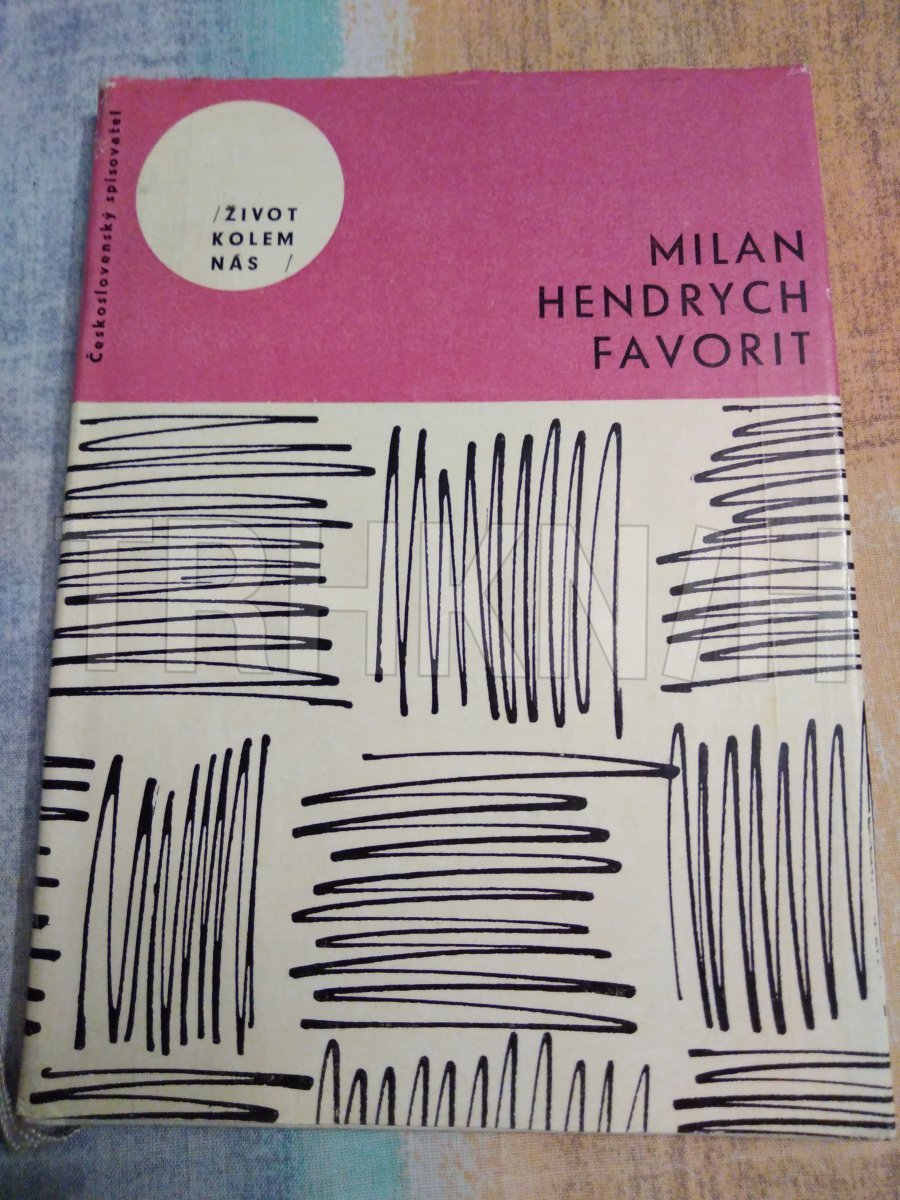 Československý spisovatel
/ŽIVOT
KOLEM
NÁS /
MILAN
HENDRYCH
FAVORIT
TRHKNIH